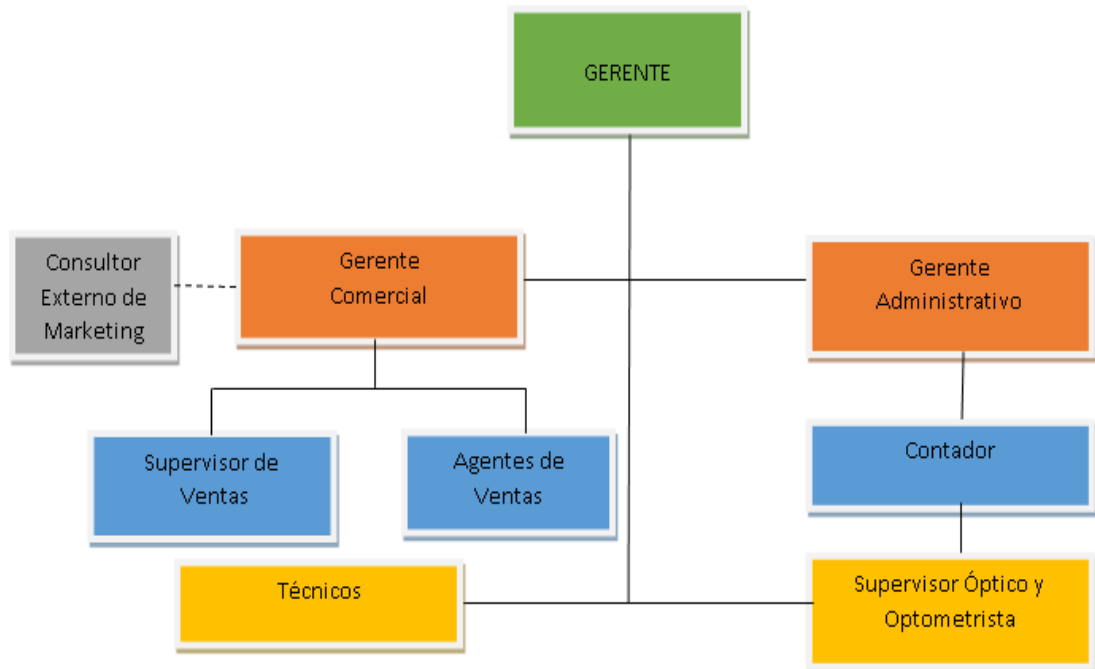 GERENTE
Consultor
Externo de
Marketing
Gerente
Comercial
Gerente
Administrativo
Supervisor de
Ventas
Agentes de
Ventas
Contador
Técnicos
Supervisor Óptico y
Optometrista